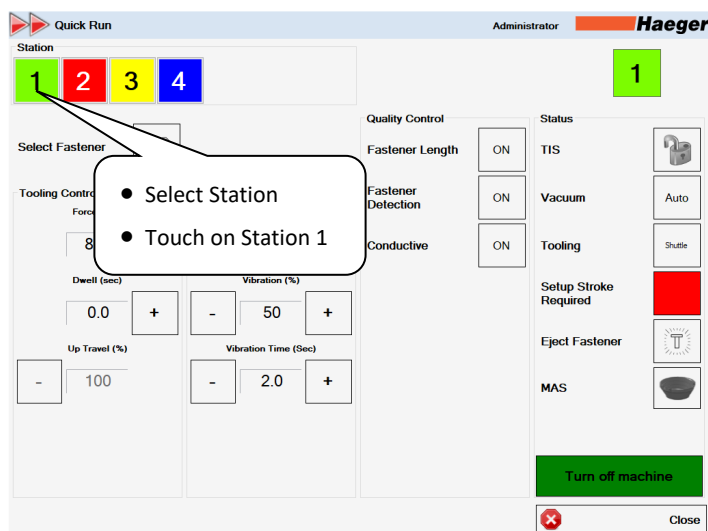 Quick Run
Administrator
Haeger
Station
1 2 3 4
1
Select Fastener
Quality Control
Status
Fastener Length ON
TIS
• Select Station
• Touch on Station 1
Tooling Contro
Force
8
Fastener Detection ON
Vacuum Auto
Conductive ON
Tooling Shuttle
Dwell (sec)
0.0 +
Vibration (%)
- 50 +
Setup Stroke Required
Up Travel (%)
- 100
Vibration Time (Sec)
- 2.0 +
Eject Fastener T
MAS
Turn off machine
Close